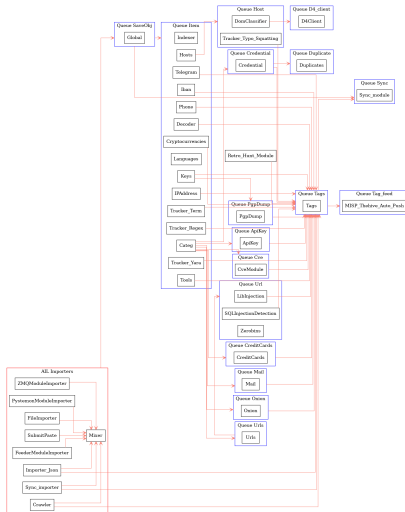 Queue Host
DomClassifier
Tracker_Typo_Squatting
Queue D4_client
D4Client
Queue SaveObj
Global
Queue Item
Indexer
Hosts
Telegram
Iban
Phone
Decoder
Cryptocurrencies
Languages
Keys
IPAddress
Tracker_Term
Tracker_Regex
Categ
Tracker_Yara
Tools
Queue Credential
Credential
Queue Duplicate
Duplicates
Queue Sync
Sync_module
Retro_Hunt_Module
Queue Tags
Tags
Queue Tag_feed
MISP_Thehive_Auto_Push
Queue PgpDump
PgpDump
Queue ApiKey
ApiKey
Queue Cve
CveModule
Queue Url
LibInjection
SQLInjectionDetection
Zerobins
Queue CreditCards
CreditCards
Queue Mail
Mail
Queue Onion
Onion
Queue Urls
Urls
AIL Importers
ZMQModuleImporter
PystemonModuleImporter
FileImporter
SubmitPaste
FeederModuleImporter
Mixer
Importer_Json
Sync_importer
Crawler